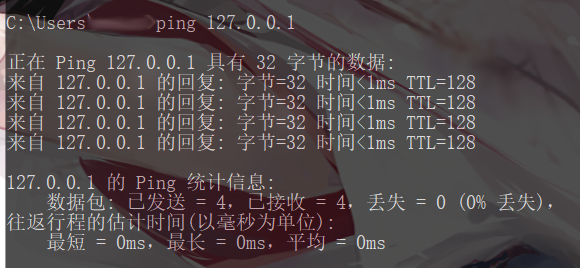 C:\Users ping 127.0.0.1
正在 Ping 127.0.0.1 具有 32 字节的数据:
来自 127.0.0.1 的回复: 字节=32 时间<1ms TTL=128
来自 127.0.0.1 的回复: 字节=32 时间<1ms TTL=128
来自 127.0.0.1 的回复: 字节=32 时间<1ms TTL=128
来自 127.0.0.1 的回复: 字节=32 时间<1ms TTL=128
127.0.0.1 的 Ping 统计信息:
数据包: 已发送 = 4，已接收 = 4，丢失 = 0 (0% 丢失)，
往返行程的估计时间(以毫秒为单位):
最短 = 0ms，最长 = 0ms，平均 = 0ms